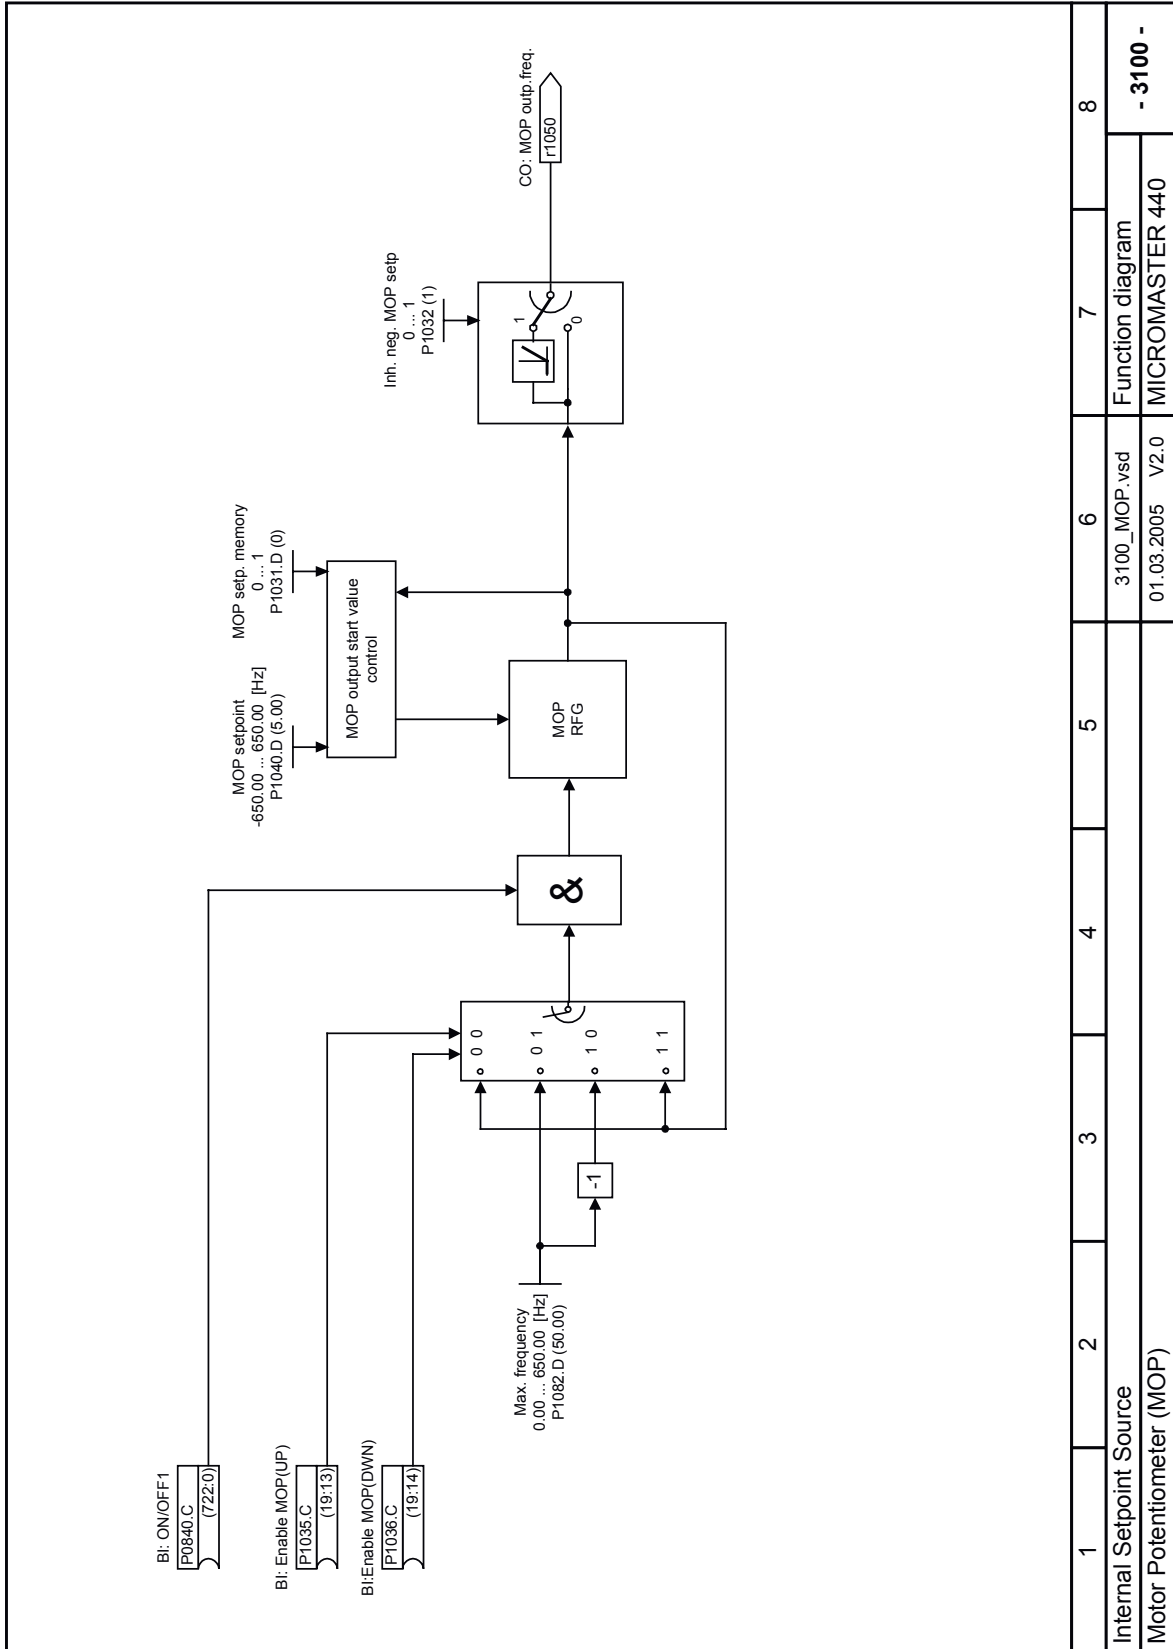 BI: ON/OFF1
P0840.C
(722:0)
BI: Enable MOP(UP)
P1035.C
(19:13)
BI:Enable MOP(DWN)
P1036.C
(19:14)
Max. frequency
0.00 ... 650.00 [Hz]
P1082.D (50.00)
-1
0 0
0 1
1 0
1 1
&
MOP setpoint
-650.00 ... 650.00 [Hz]
P1040.D (5.00)
MOP setp. memory
0 ... 1
P1031.D (0)
MOP output start value
control
MOP
RFG
Inh. neg. MOP setp
0 ... 1
P1032 (1)
1
0
CO: MOP outp.freq.
r1050
1 2 3 4 5 6 7 8
Internal Setpoint Source
3100_MOP.vsd
Function diagram
- 3100 -
Motor Potentiometer (MOP)
01.03.2005 V2.0
MICROMASTER 440